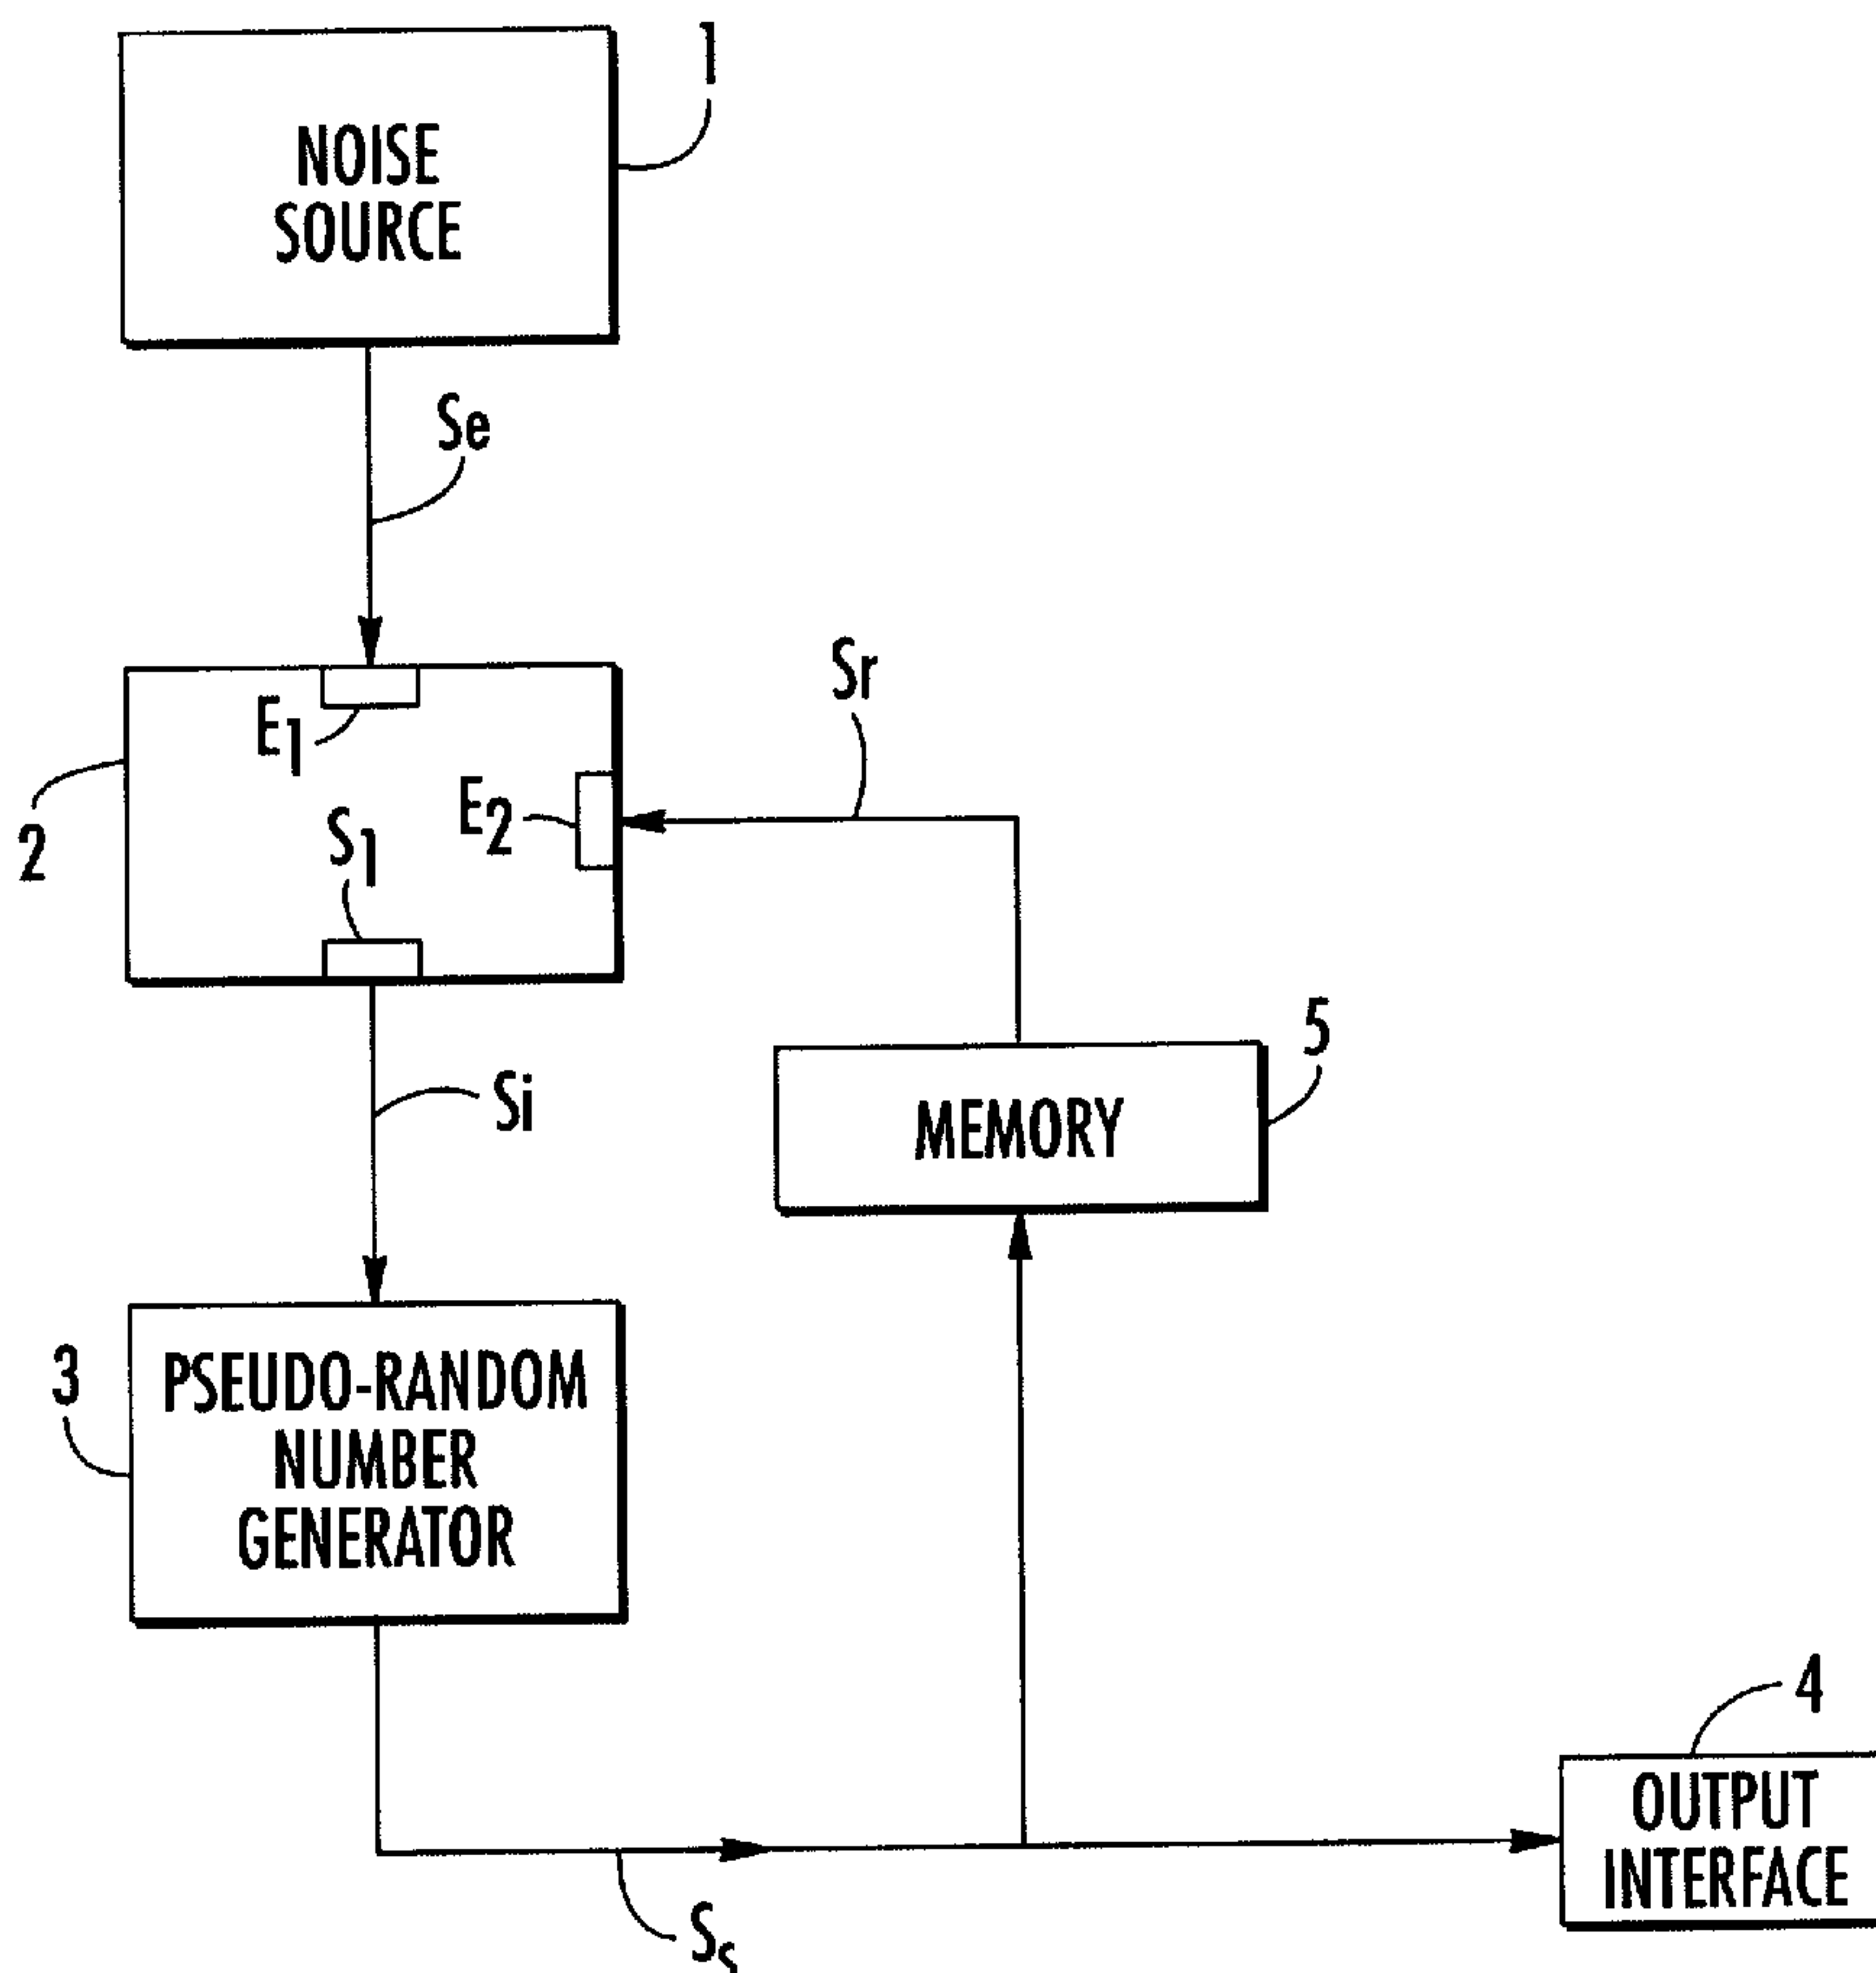 1
NOISE
SOURCE
Se
Sr
E1
E2
2
S1
5
Si
MEMORY
3
PSEUDO-RANDOM
NUMBER
GENERATOR
4
OUTPUT
INTERFACE
Ss